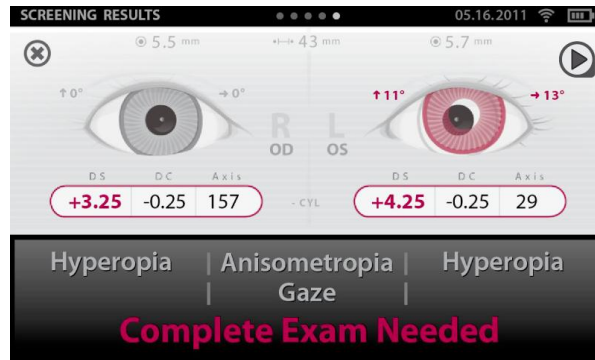 SCREENING RESULTS 05.16.2011
5.5 mm 43 mm 5.7 mm
↑0° →0° ↑11° →13°
R L
OD OS
DS DC Axis DS DC Axis
+3.25 -0.25 157 - CYL +4.25 -0.25 29
Hyperopia | Anisometropia | Hyperopia
| Gaze |
Complete Exam Needed